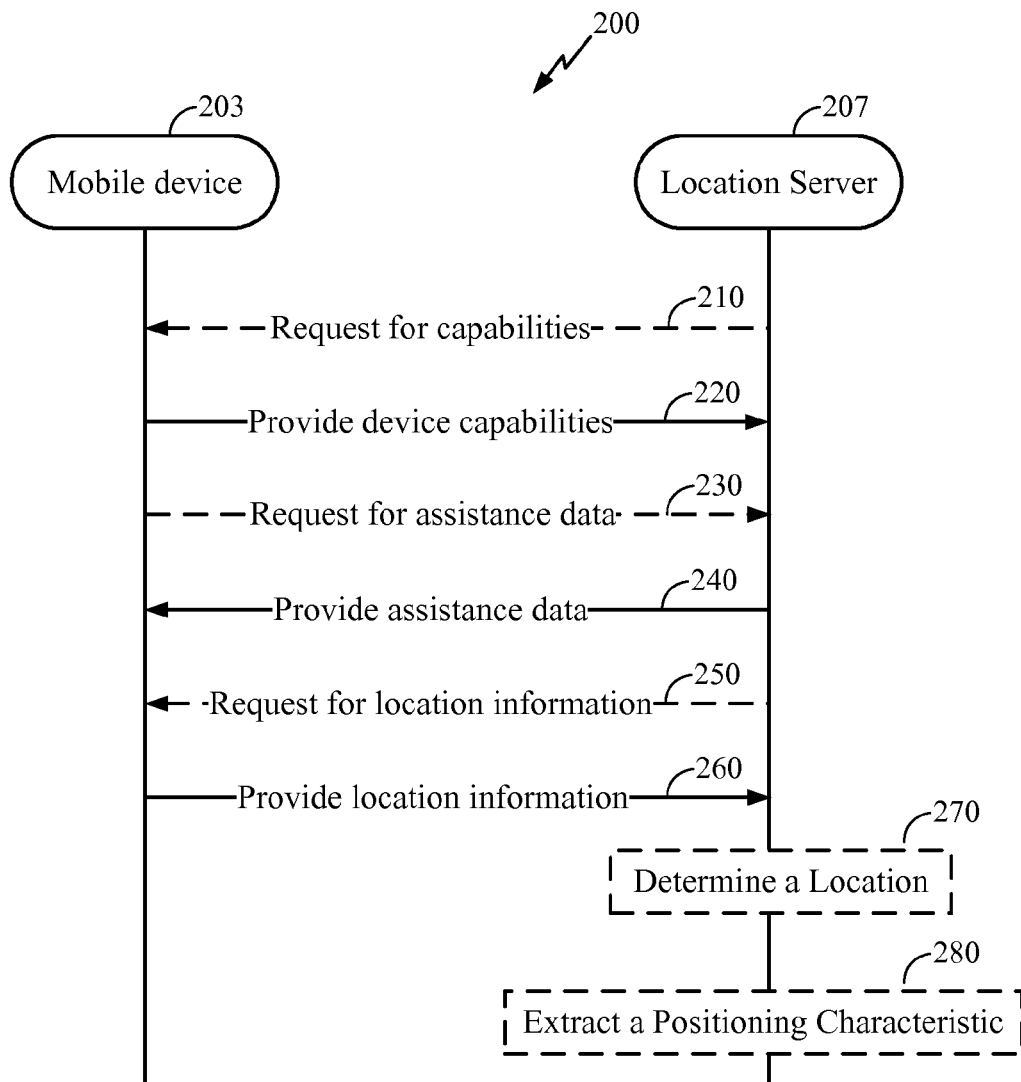 200
203
207
Mobile device
Location Server
210
Request for capabilities
220
Provide device capabilities
230
Request for assistance data
240
Provide assistance data
250
Request for location information
260
Provide location information
270
Determine a Location
280
Extract a Positioning Characteristic